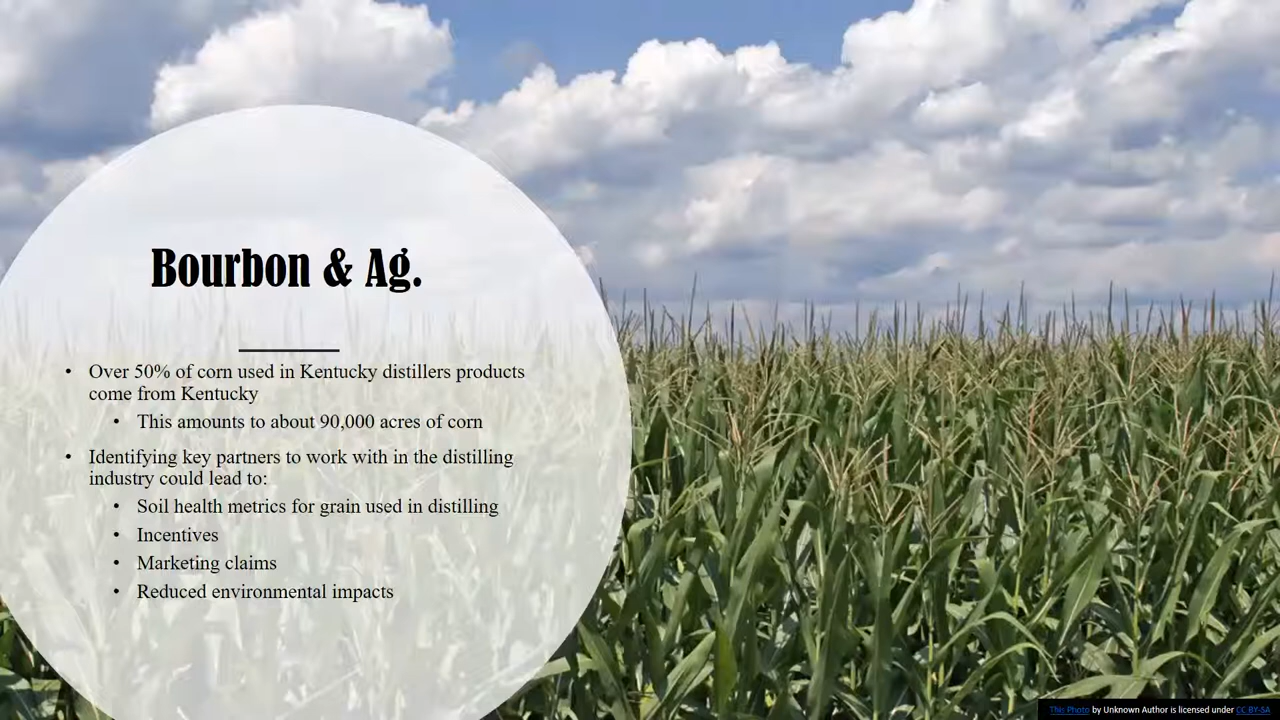 Bourbon & Ag.
• Over 50% of corn used in Kentucky distillers products
come from Kentucky
• This amounts to about 90,000 acres of corn
• Identifying key partners to work with in the distilling
industry could lead to:
• Soil health metrics for grain used in distilling
• Incentives
• Marketing claims
• Reduced environmental impacts
This Photo by Unknown Author is licensed under CC BY-SA